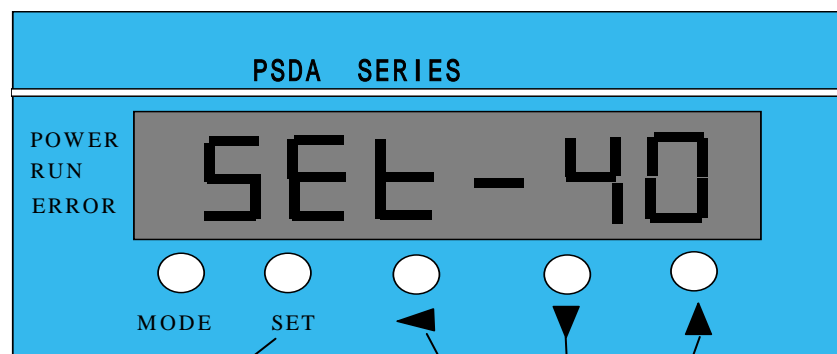 PSDA SERIES
POWER
RUN
ERROR
SEt-40
MODE SET